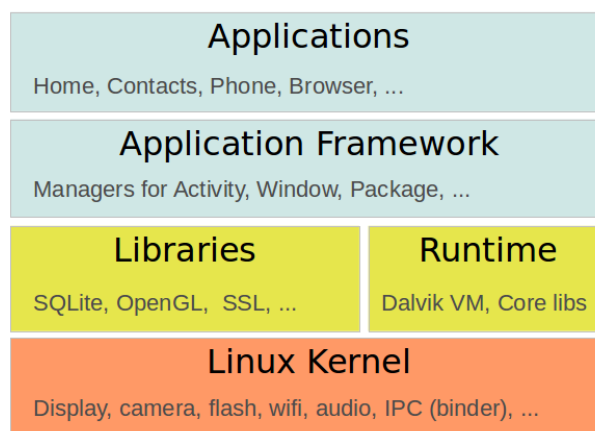 Applications
Home, Contacts, Phone, Browser, ...
Application Framework
Managers for Activity, Window, Package, ...
Libraries
SQLite, OpenGL, SSL, ...
Runtime
Dalvik VM, Core libs
Linux Kernel
Display, camera, flash, wifi, audio, IPC (binder), ...